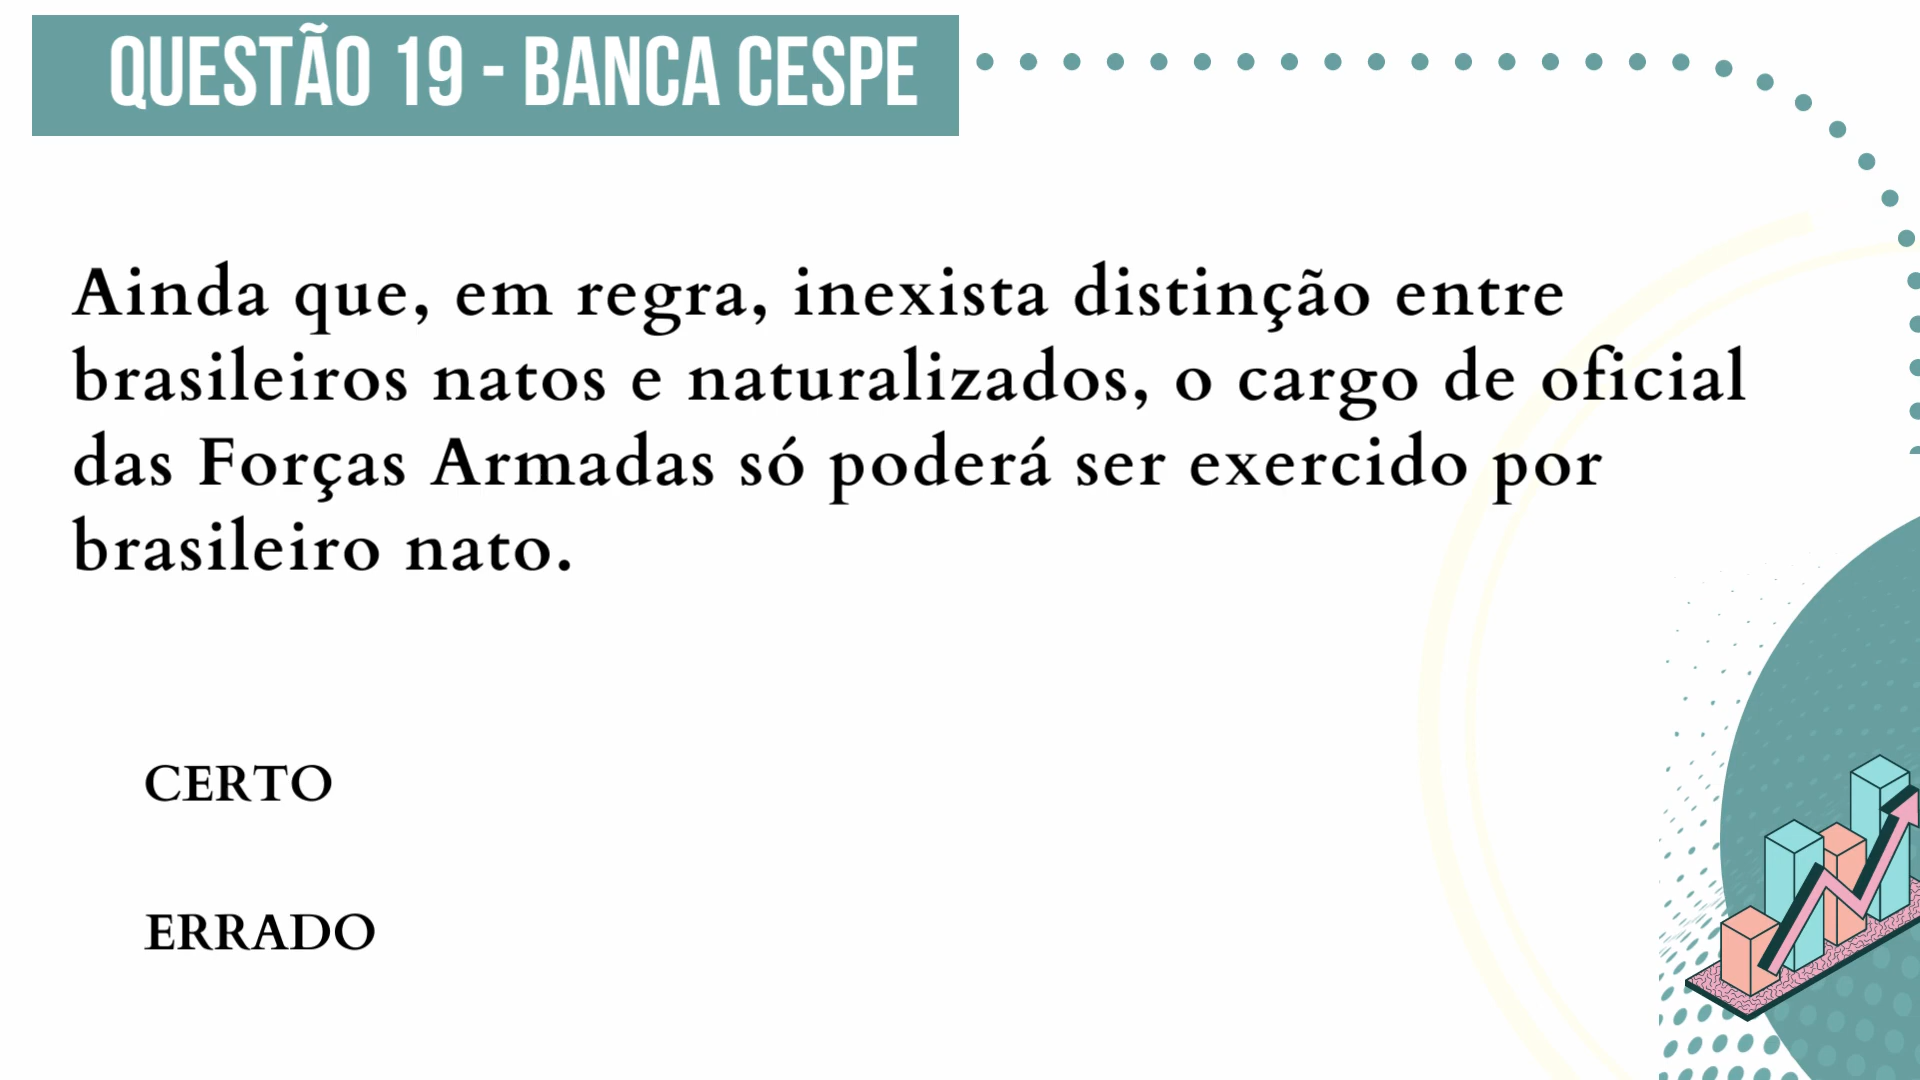 QUESTÃO 19 - BANCA CESPE
Ainda que, em regra, inexista distinção entre
brasileiros natos e naturalizados, o cargo de oficial
das Forças Armadas só poderá ser exercido por
brasileiro nato.
CERTO
ERRADO